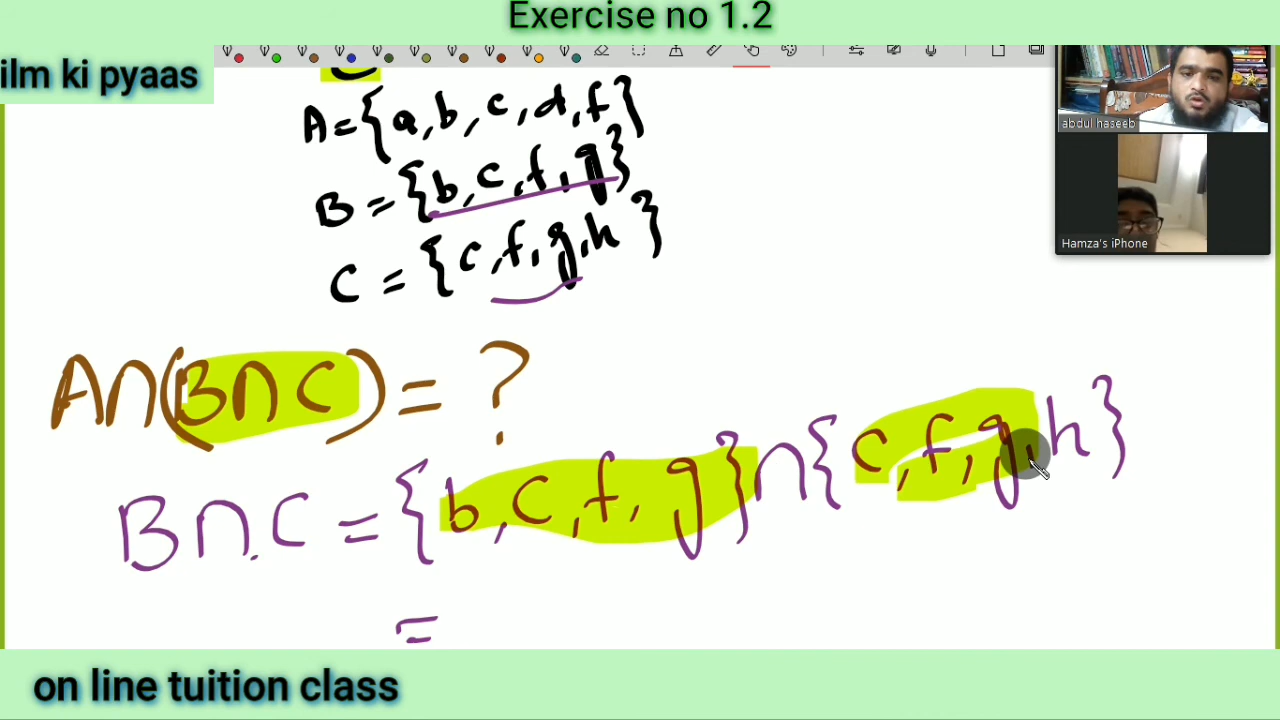 Exercise no 1.2
ilm ki pyaas
A={a,b,c,d,f}
abdul haseeb
B={b,c,f,g}
Hamza's iPhone
C={c,f,g,h}
A∩(B∩C)=?
B∩.C={b,c,f,g}∩{c,f,g,h}
=
on line tuition class